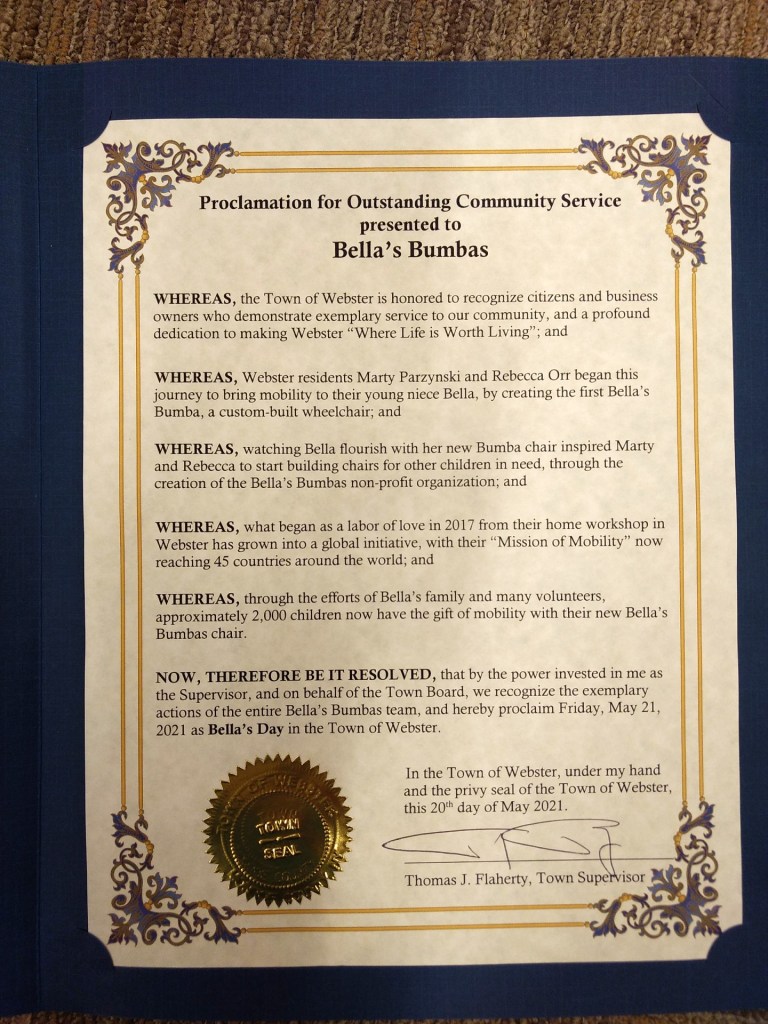 Proclamation for Outstanding Community Service
presented to
Bella's Bumbas
WHEREAS, the Town of Webster is honored to recognize citizens and business
owners who demonstrate exemplary service to our community, and a profound
dedication to making Webster “Where Life is Worth Living”; and
WHEREAS, Webster residents Marty Parzynski and Rebecca Orr began this
journey to bring mobility to their young niece Bella, by creating the first Bella's
Bumba, a custom-built wheelchair; and
WHEREAS, watching Bella flourish with her new Bumba chair inspired Marty
and Rebecca to start building chairs for other children in need, through the
creation of the Bella's Bumbas non-profit organization; and
WHEREAS, what began as a labor of love in 2017 from their home workshop in
Webster has grown into a global initiative, with their “Mission of Mobility” now
reaching 45 countries around the world; and
WHEREAS, through the efforts of Bella's family and many volunteers,
approximately 2,000 children now have the gift of mobility with their new Bella's
Bumbas chair.
NOW, THEREFORE BE IT RESOLVED, that by the power invested in me as
the Supervisor, and on behalf of the Town Board, we recognize the exemplary
actions of the entire Bella's Bumbas team, and hereby proclaim Friday, May 21,
2021 as Bella's Day in the Town of Webster.
In the Town of Webster, under my hand
and the privy seal of the Town of Webster,
this 20th day of May 2021.
Thomas J. Flaherty, Town Supervisor
TOWN OF WEBSTER
TOWN
SEAL